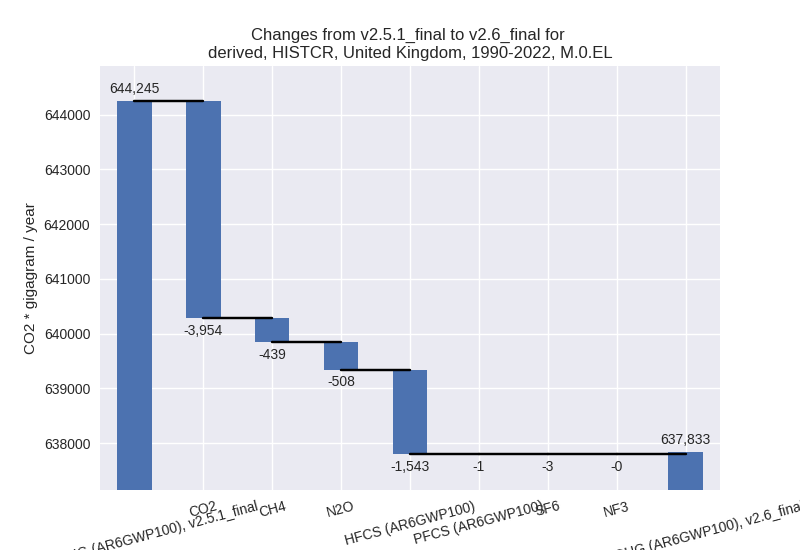 Changes from v2.5.1_final to v2.6_final for
derived, HISTCR, United Kingdom, 1990-2022, M.0.EL
CO2 * gigagram / year
644000
643000
642000
641000
640000
639000
638000
644,245
-3,954
-439
-508
-1,543
-1
-3
-0
637,833
(AR6GWP100), v2.5.1_final
CO2
CH4
N2O
HFCS (AR6GWP100)
PFCS (AR6GWP100)
SF6
NF3
(AR6GWP100), v2.6_final